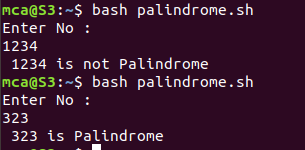 mca@S3:~$ bash palindrome.sh
Enter No :
1234
 1234 is not Palindrome
mca@S3:~$ bash palindrome.sh
Enter No :
323
 323 is Palindrome